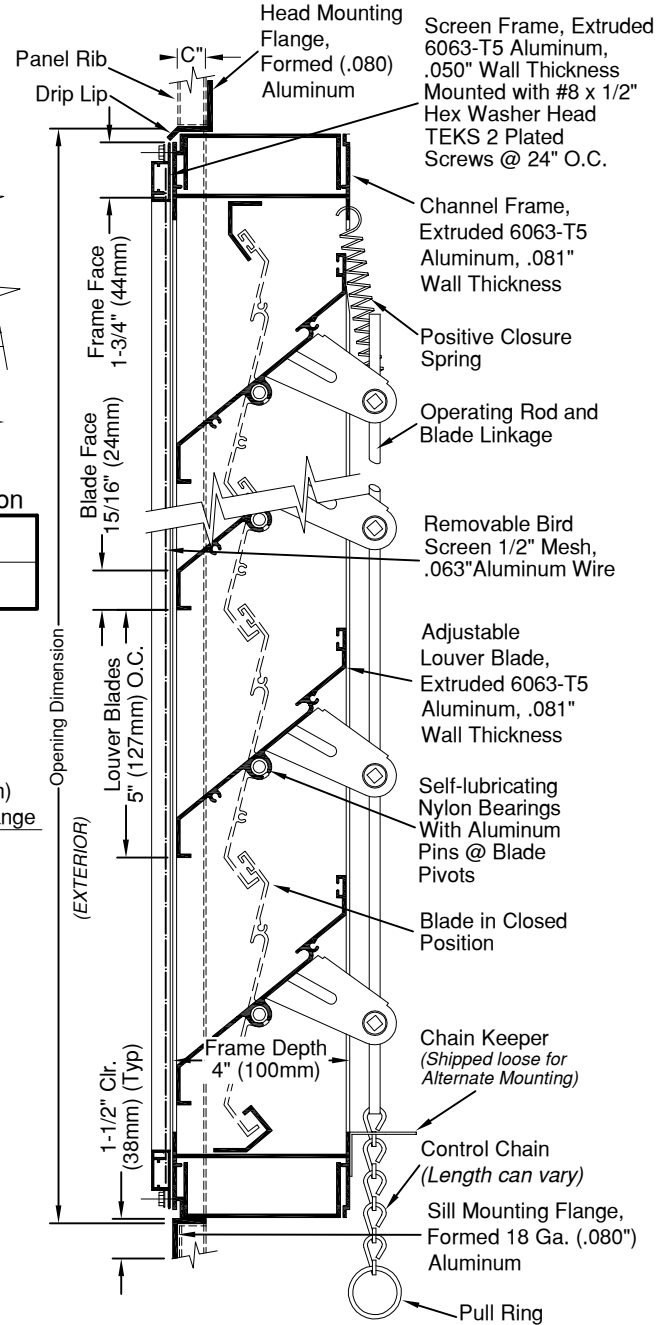 Head Mounting
Flange,
Formed (.080)
Aluminum
C"
Panel Rib
Drip Lip
Screen Frame, Extruded
6063-T5 Aluminum,
.050" Wall Thickness
Mounted with #8 x 1/2"
Hex Washer Head
TEKS 2 Plated
Screws @ 24" O.C.
Channel Frame,
Extruded 6063-T5
Aluminum, .081"
Wall Thickness
Frame Face
1-3/4" (44mm)
Positive Closure
Spring
Operating Rod and
Blade Linkage
Blade Face
15/16" (24mm)
on
Removable Bird
Screen 1/2" Mesh,
.063"Aluminum Wire
Opening Dimension
Louver Blades
5" (127mm) O.C.
Adjustable
Louver Blade,
Extruded 6063-T5
Aluminum, .081"
Wall Thickness
)
ange
(EXTERIOR)
Self-lubricating
Nylon Bearings
With Aluminum
Pins @ Blade
Pivots
Blade in Closed
Position
Frame Depth
4" (100mm)
1-1/2" Clr.
(38mm) (Typ)
Chain Keeper
(Shipped loose for
Alternate Mounting)
Control Chain
(Length can vary)
Sill Mounting Flange,
Formed 18 Ga. (.080")
Aluminum
Pull Ring